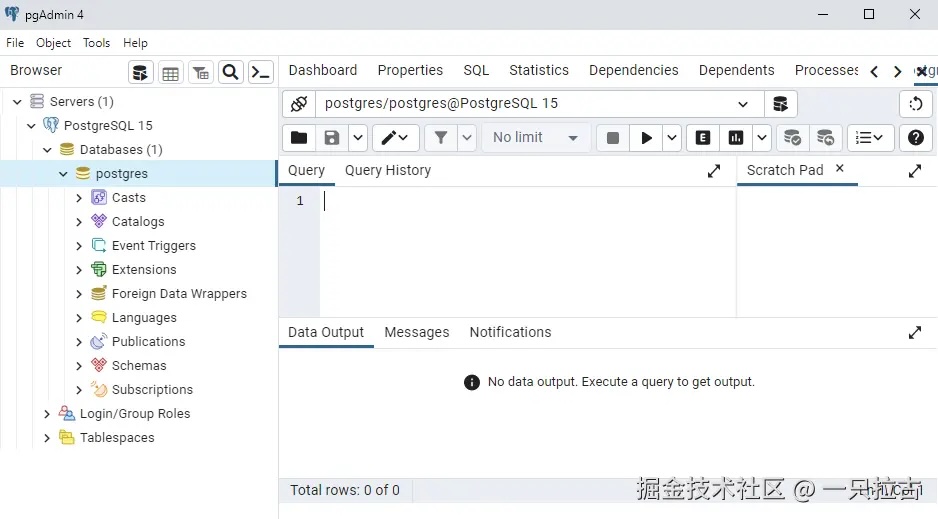 pgAdmin 4
File Object Tools Help
Browser
Dashboard Properties SQL Statistics Dependencies Dependents Processes
Servers (1)
PostgreSQL 15
Databases (1)
postgres
Casts
Catalogs
Event Triggers
Extensions
Foreign Data Wrappers
Languages
Publications
Schemas
Subscriptions
Login/Group Roles
Tablespaces
postgres/postgres@PostgreSQL 15
No limit
E
Query Query History
Scratch Pad
1
Data Output Messages Notifications
No data output. Execute a query to get output.
Total rows: 0 of 0
掘金技术社区 @ 一只拉古